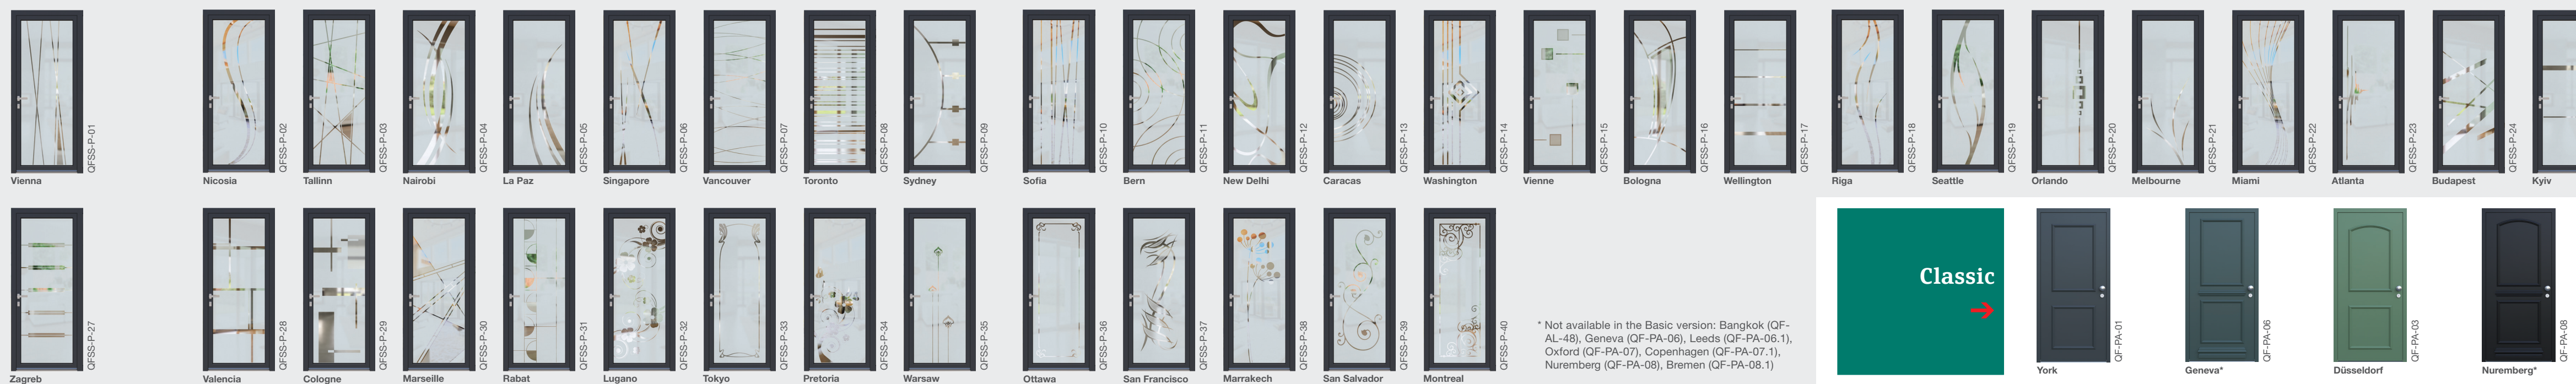 QFSS-P-01
QFSS-P-02
QFSS-P-03
QFSS-P-04
QFSS-P-05
QFSS-P-06
QFSS-P-07
QFSS-P-08
QFSS-P-09
QFSS-P-10
QFSS-P-11
QFSS-P-12
QFSS-P-13
QFSS-P-14
QFSS-P-15
QFSS-P-16
QFSS-P-17
QFSS-P-18
QFSS-P-19
QFSS-P-20
QFSS-P-21
QFSS-P-22
QFSS-P-23
QFSS-P-24
Vienna
Nicosia
Tallinn
Nairobi
La Paz
Singapore
Vancouver
Toronto
Sydney
Sofia
Bern
New Delhi
Caracas
Washington
Vienne
Bologna
Wellington
Riga
Seattle
Orlando
Melbourne
Miami
Atlanta
Budapest
Kyiv
QFSS-P-27
QFSS-P-28
QFSS-P-29
QFSS-P-30
QFSS-P-31
QFSS-P-32
QFSS-P-33
QFSS-P-34
QFSS-P-35
QFSS-P-36
QFSS-P-37
QFSS-P-38
QFSS-P-39
QFSS-P-40
Zagreb
Valencia
Cologne
Marseille
Rabat
Lugano
Tokyo
Pretoria
Warsaw
Ottawa
San Francisco
Marrakech
San Salvador
Montreal
* Not available in the Basic version: Bangkok (QF-
AL-48), Geneva (QF-PA-06), Leeds (QF-PA-06.1),
Oxford (QF-PA-07), Copenhagen (QF-PA-07.1),
Nuremberg (QF-PA-08), Bremen (QF-PA-08.1)
Classic
QF-PA-01
QF-PA-06
QF-PA-03
QF-PA-08
York
Geneva*
Düsseldorf
Nuremberg*